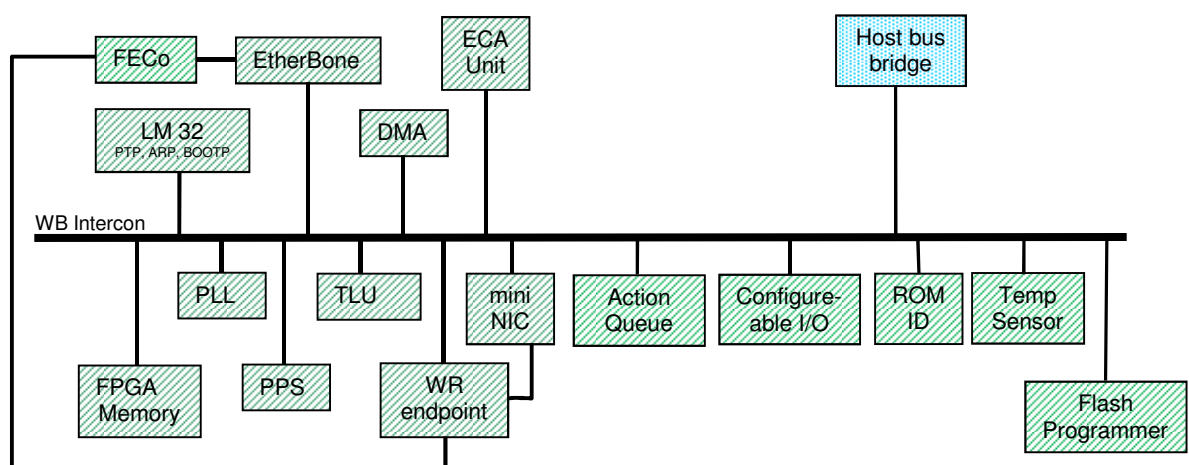 FECo
EtherBone
ECA
Unit
Host bus
bridge
LM 32
PTP, ARP, BOOTP
DMA
WB Intercon
PLL
TLU
mini
NIC
Action
Queue
Configure-
able I/O
ROM
ID
Temp
Sensor
FPGA
Memory
PPS
WR
endpoint
Flash
Programmer